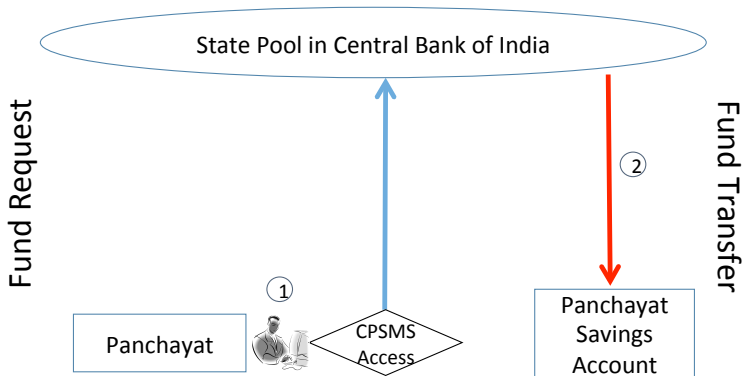 State Pool in Central Bank of India
Fund Request
Fund Transfer
2
1
Panchayat
CPSMS
Access
Panchayat
Savings
Account